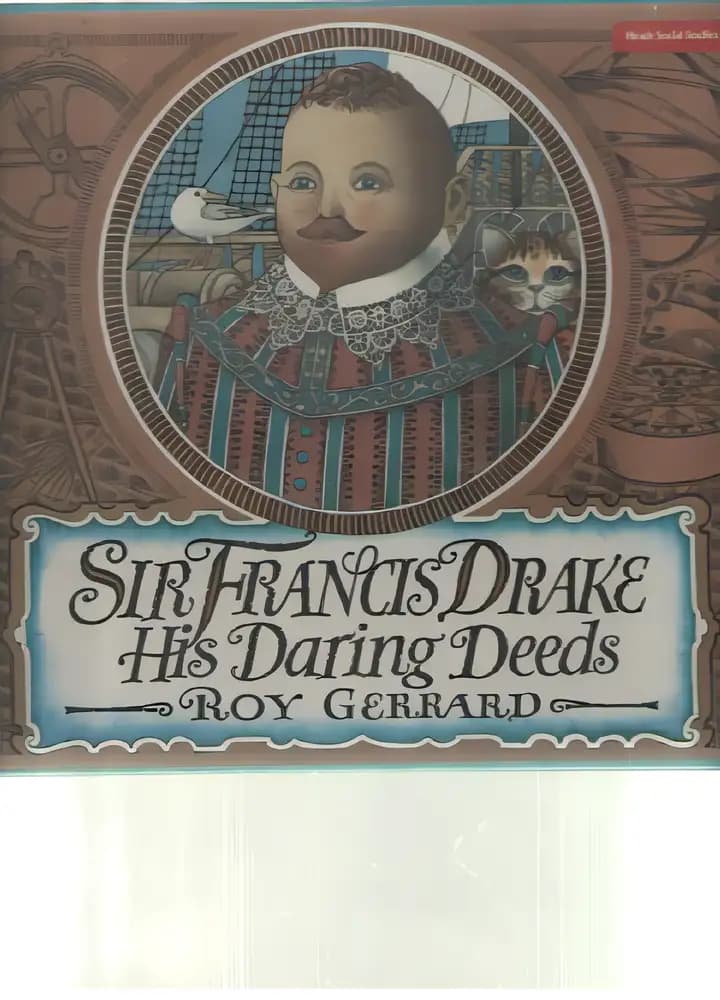 SIR FRANCIS DRAKE
His Daring Deeds
ROY GERRARD